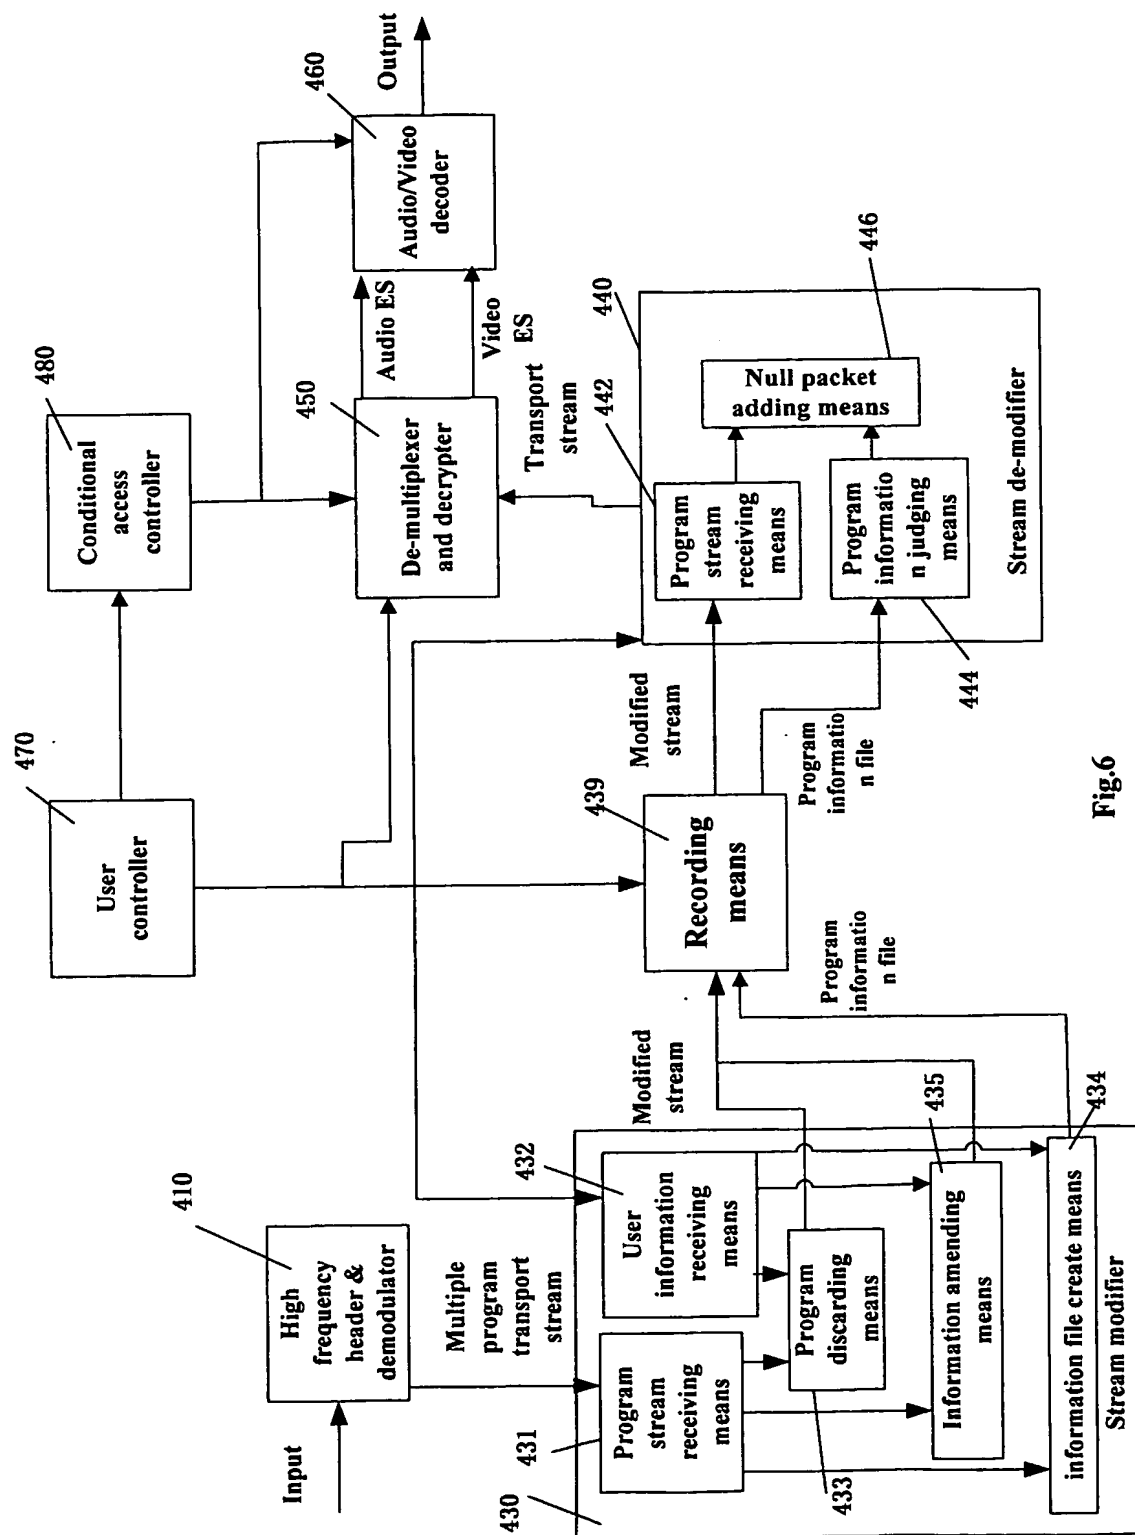 470
User
controller
480
Conditional
access
controller
410
High
frequency
header &
demodulator
Input
450
De-multiplexer
and decrypter
Audio ES
Video
ES
460
Audio/Video
decoder
Output
Multiple
program
transport
stream
Transport
stream
430
431
Program
stream
receiving
means
432
User
information
receiving
means
433
Program
discarding
means
435
Information amending
means
434
information file create means
Stream modifier
Modified
stream
Program
informatio
n file
439
Recording
means
Modified
stream
Program
informatio
n file
440
442
Program
stream
receiving
means
444
Program
informatio
n judging
means
446
Null packet
adding means
Stream de-modifier
Fig.6